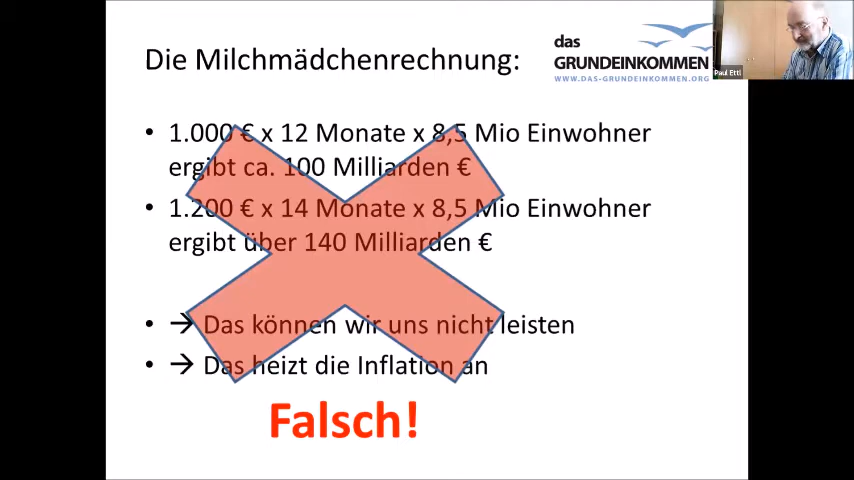 Die Milchmädchenrechnung:
das
GRUNDEINKOMMEN
WWW.DAS-GRUNDEINKOMMEN.ORG
Paul Ettl
• 1.000 € x 12 Monate x 8,5 Mio Einwohner
ergibt ca. 100 Milliarden €
• 1.200 € x 14 Monate x 8,5 Mio Einwohner
ergibt über 140 Milliarden €
• → Das können wir uns nicht leisten
• → Das heizt die Inflation an
Falsch!